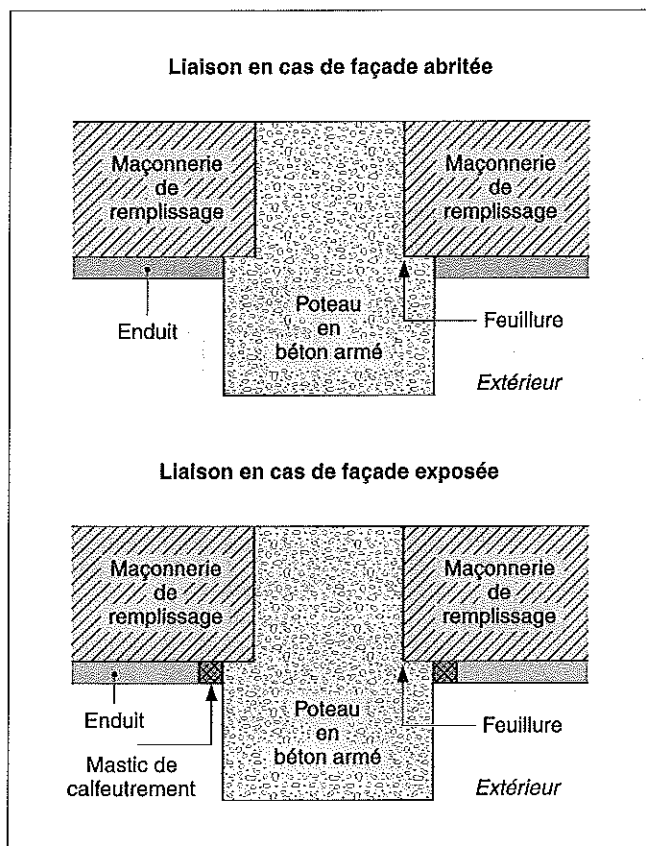 Liaison en cas de façade abritée
Maçonnerie
de
remplissage
Maçonnerie
de
remplissage
Enduit
Poteau
en
béton armé
Feuillure
Extérieur
Liaison en cas de façade exposée
Maçonnerie
de
remplissage
Maçonnerie
de
remplissage
Enduit
Mastic de
calfeutrement
Poteau
en
béton armé
Feuillure
Extérieur